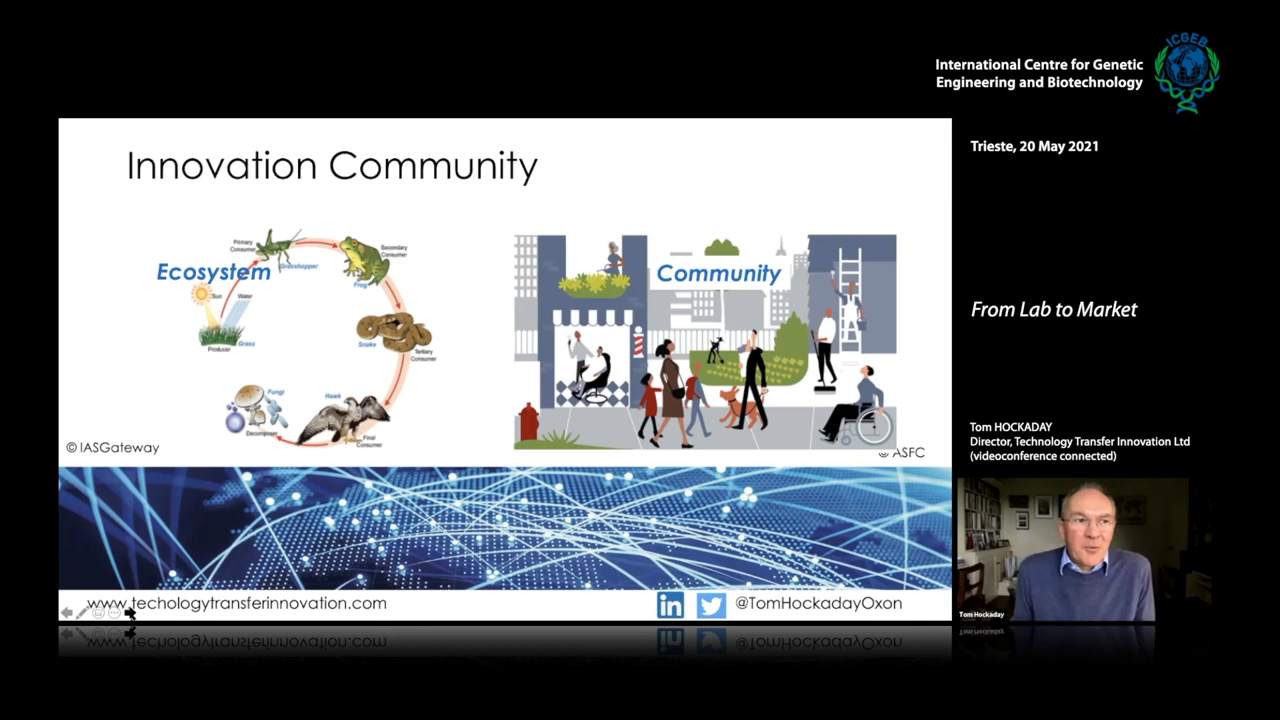 ICGEB
International Centre for Genetic
Engineering and Biotechnology
Trieste, 20 May 2021
From Lab to Market
Tom HOCKADAY
Director, Technology Transfer Innovation Ltd
(videoconference connected)
Tom Hockaday
Innovation Community
Ecosystem
Primary
Consumer
Grasshopper
Secondary
Consumer
Frog
Sun
Water
Grass
Producer
Snake
Tertiary
Consumer
Fungi
Decomposer
Hawk
Final
Consumer
© IASGateway
Community
© ASFC
www.techologytransferinnovation.com
in
@TomHockadayOxon